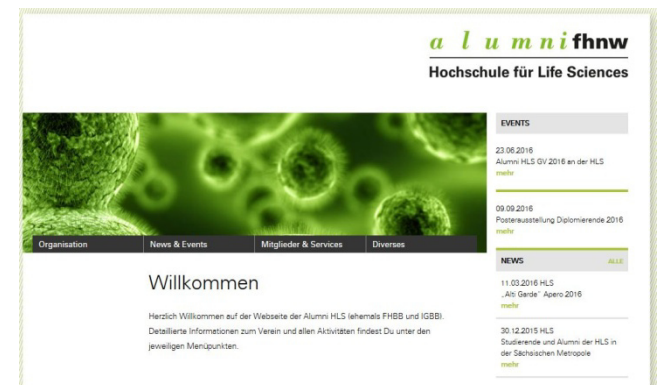 alumni fhnw
Hochschule für Life Sciences
Organisation
News & Events
Mitglieder & Services
Diverses
Willkommen
Herzlich Willkommen auf der Webseite der Alumni HLS (ehemals FHBB und IGBB).
Detaillierte Informationen zum Verein und allen Aktivitäten findest Du unter den
jeweiligen Menüpunkten.
EVENTS
23.06.2016
Alumni HLS GV 2016 an der HLS
mehr
09.09.2016
Posterausstellung Diplomierende 2016
mehr
NEWS ALLE
11.03.2016 HLS
„Alti Garde" Apero 2016
mehr
30.12.2015 HLS
Studierende und Alumni der HLS in
der Sächsischen Metropole
mehr